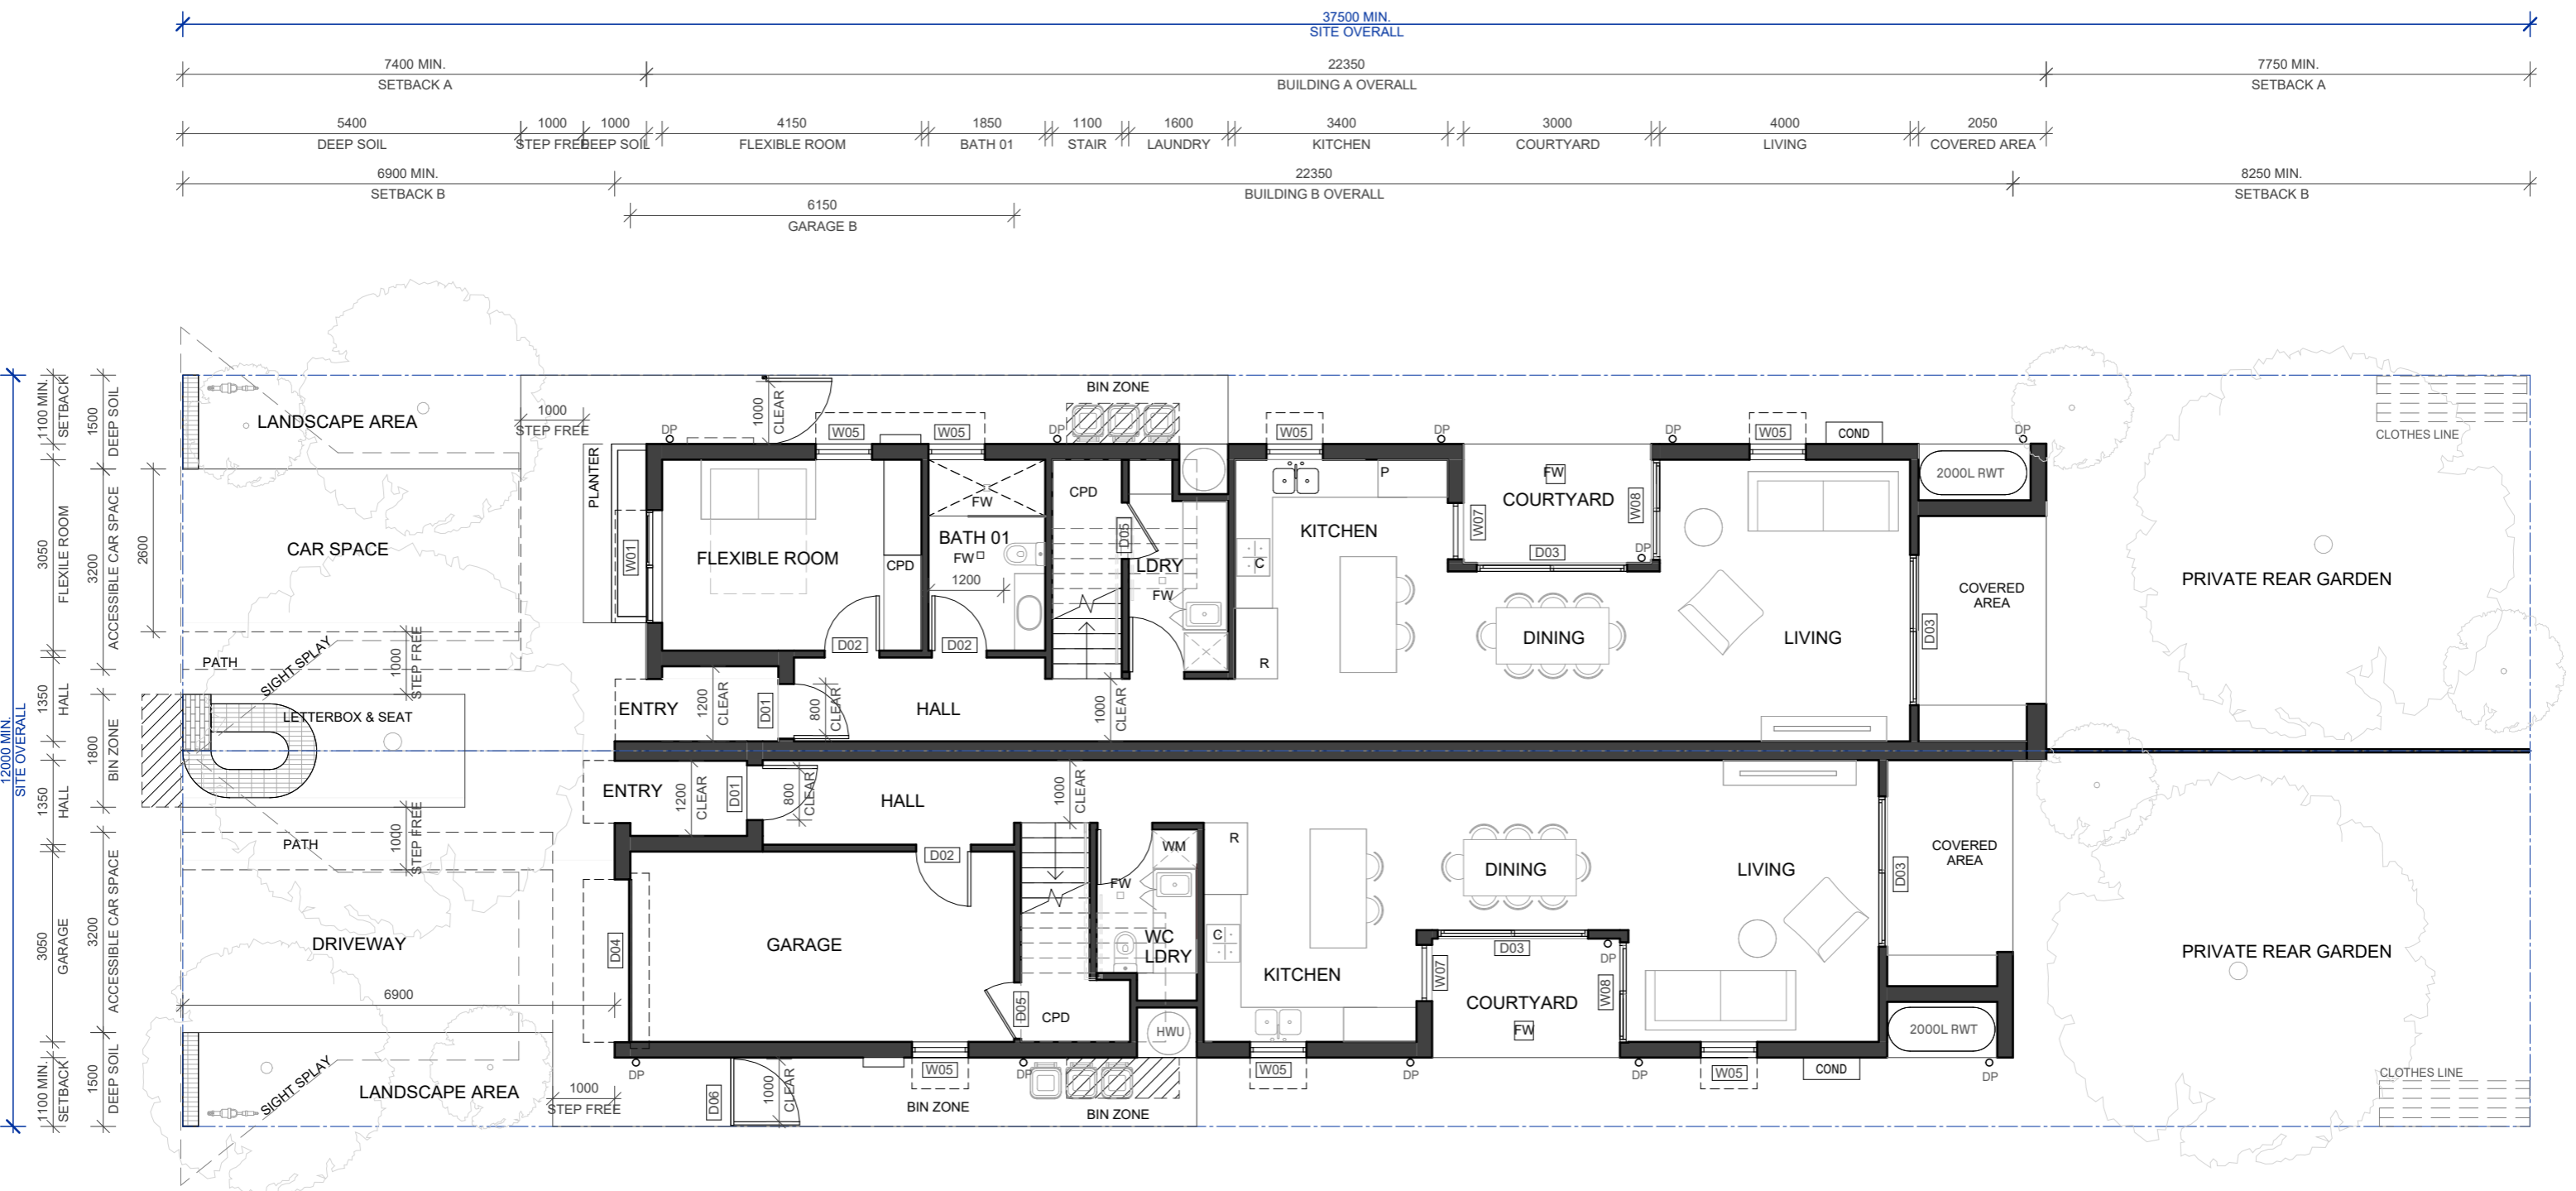 37500 MIN.
SITE OVERALL
7400 MIN.
SETBACK A
22350
BUILDING A OVERALL
7750 MIN.
SETBACK A
5400
DEEP SOIL
1000
STEP FREE
1000
DEEP SOIL
4150
FLEXIBLE ROOM
1850
BATH 01
1100
STAIR
1600
LAUNDRY
3400
KITCHEN
3000
COURTYARD
4000
LIVING
2050
COVERED AREA
6900 MIN.
SETBACK B
22350
BUILDING B OVERALL
8250 MIN.
SETBACK B
6150
GARAGE B
12000 MIN.
SITE OVERALL
1100 MIN.
SETBACK
3050
FLEXILE ROOM
1350
HALL
1350
HALL
3050
GARAGE
1100 MIN.
SETBACK
1500
DEEP SOIL
3200
ACCESSIBLE CAR SPACE
1800
BIN ZONE
3200
ACCESSIBLE CAR SPACE
1500
DEEP SOIL
2600
LANDSCAPE AREA
1000
STEP FREE
CAR SPACE
PATH
SIGHT SPLAY
1000
STEP FREE
LETTERBOX & SEAT
PLANTER
DP
1000
CLEAR
W05
W05
DP
BIN ZONE
W05
DP
DP
W05
COND
DP
CLOTHES LINE
W01
FLEXIBLE ROOM
CPD
D02
FW
BATH 01
FW
1200
D02
CPD
D05
LDRY
FW
KITCHEN
P
C
R
FW
COURTYARD
W07
W08
D03
DP
DINING
LIVING
2000L RWT
COVERED
AREA
D03
PRIVATE REAR GARDEN
ENTRY
1200
CLEAR
D01
800
CLEAR
HALL
1000
CLEAR
ENTRY
1200
CLEAR
D01
800
CLEAR
HALL
1000
CLEAR
PATH
1000
STEP FREE
DRIVEWAY
6900
SIGHT SPLAY
LANDSCAPE AREA
1000
STEP FREE
D04
GARAGE
D02
D05
CPD
WM
FW
WC
LDRY
HWU
R
C
KITCHEN
DINING
D03
DP
W07
W08
COURTYARD
FW
LIVING
D03
COVERED
AREA
2000L RWT
PRIVATE REAR GARDEN
DP
D06
1000
CLEAR
W05
BIN ZONE
DP
BIN ZONE
W05
DP
DP
W05
COND
DP
CLOTHES LINE